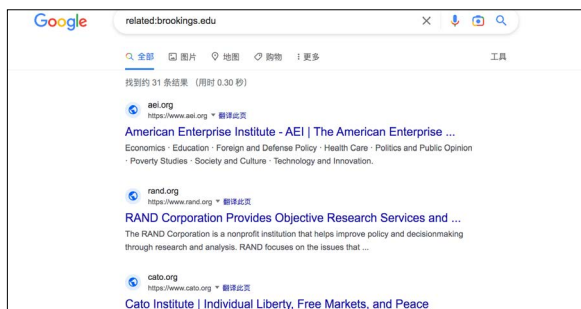 Google
related:brookings.edu
全部 图片 地图 购物 更多 工具
找到约 31 条结果 （用时 0.30 秒）
aei.org
https://www.aei.org ▼ 翻译此页
American Enterprise Institute - AEI | The American Enterprise ...
Economics · Education · Foreign and Defense Policy · Health Care · Politics and Public Opinion
· Poverty Studies · Society and Culture · Technology and Innovation.
rand.org
https://www.rand.org ▼ 翻译此页
RAND Corporation Provides Objective Research Services and ...
The RAND Corporation is a nonprofit institution that helps improve policy and decisionmaking
through research and analysis. RAND focuses on the issues that ...
cato.org
https://www.cato.org ▼ 翻译此页
Cato Institute | Individual Liberty, Free Markets, and Peace